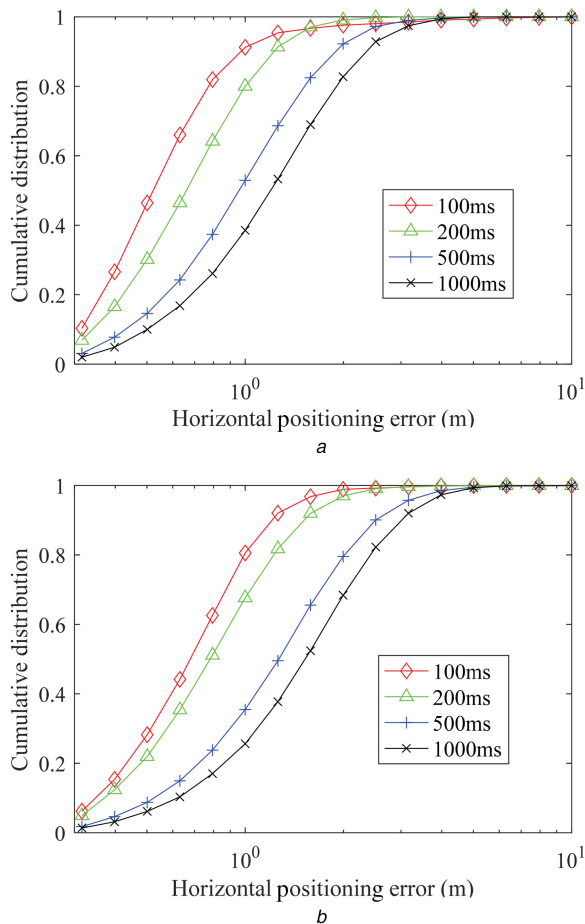 1
0.8
0.6
0.4
0.2
0
Cumulative distribution
100ms
200ms
500ms
1000ms
10^0
10^1
Horizontal positioning error (m)
a
1
0.8
0.6
0.4
0.2
0
Cumulative distribution
100ms
200ms
500ms
1000ms
10^0
10^1
Horizontal positioning error (m)
b